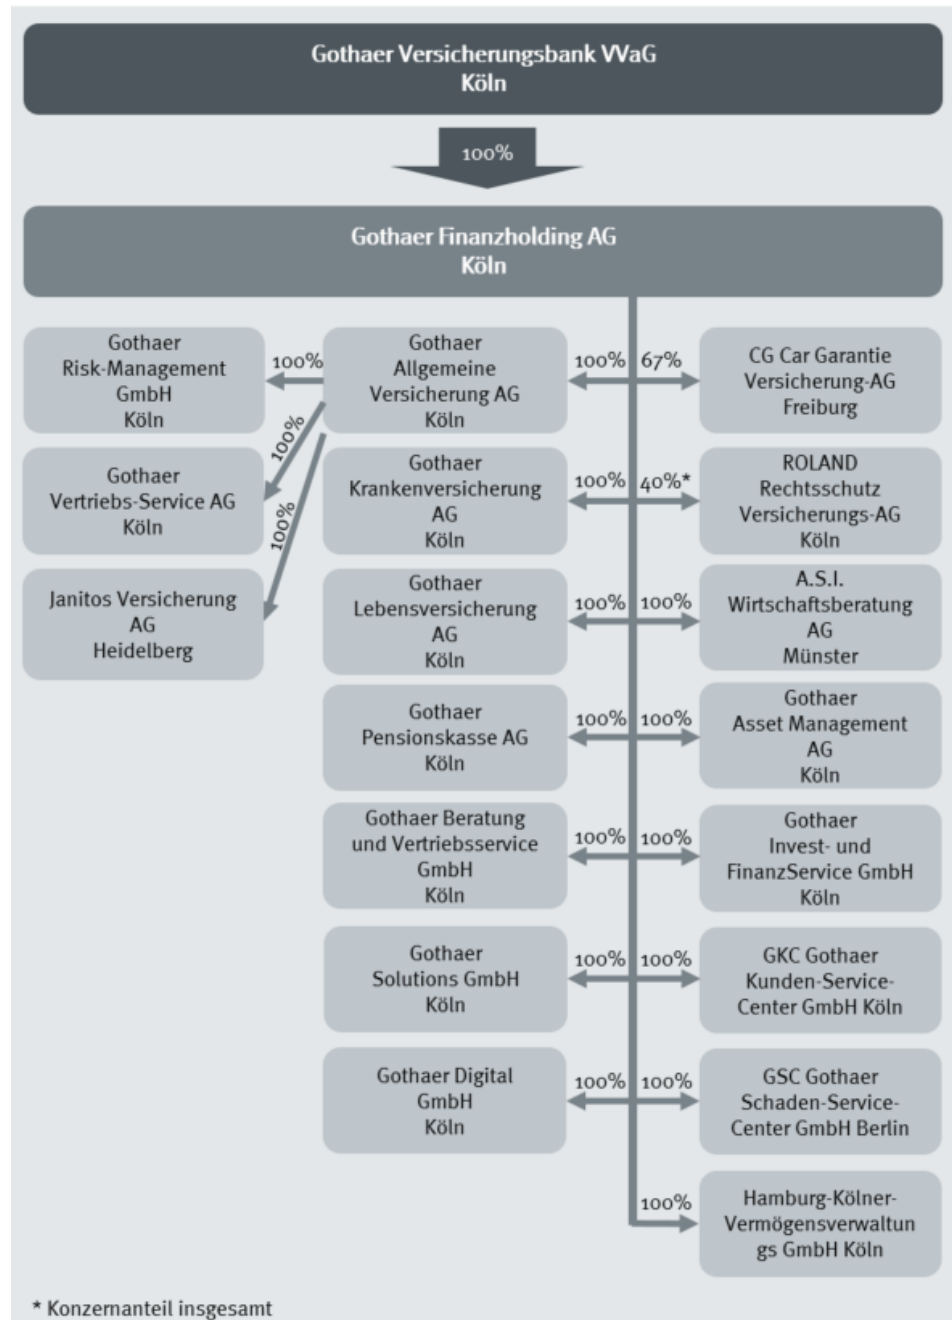 Gothaer Versicherungsbank VVaG
Köln
100%
Gothaer Finanzholding AG
Köln
Gothaer
Risk-Management
GmbH
Köln
100%
Gothaer
Allgemeine
Versicherung AG
Köln
100%
67%
CG Car Garantie
Versicherung-AG
Freiburg
100%
Gothaer
Vertriebs-Service AG
Köln
100%
Gothaer
Krankenversicherung
AG
Köln
100%
40%*
ROLAND
Rechtsschutz
Versicherungs-AG
Köln
Janitos Versicherung
AG
Heidelberg
Gothaer
Lebensversicherung
AG
Köln
100%
100%
A.S.I.
Wirtschaftsberatung
AG
Münster
Gothaer
Pensionskasse AG
Köln
100%
100%
Gothaer
Asset Management
AG
Köln
Gothaer Beratung
und Vertriebsservice
GmbH
Köln
100%
100%
Gothaer
Invest- und
FinanzService GmbH
Köln
Gothaer
Solutions GmbH
Köln
100%
100%
GKC Gothaer
Kunden-Service-
Center GmbH Köln
Gothaer Digital
GmbH
Köln
100%
100%
GSC Gothaer
Schaden-Service-
Center GmbH Berlin
100%
Hamburg-Kölner-
Vermögensverwaltun
gs GmbH Köln
* Konzernanteil insgesamt